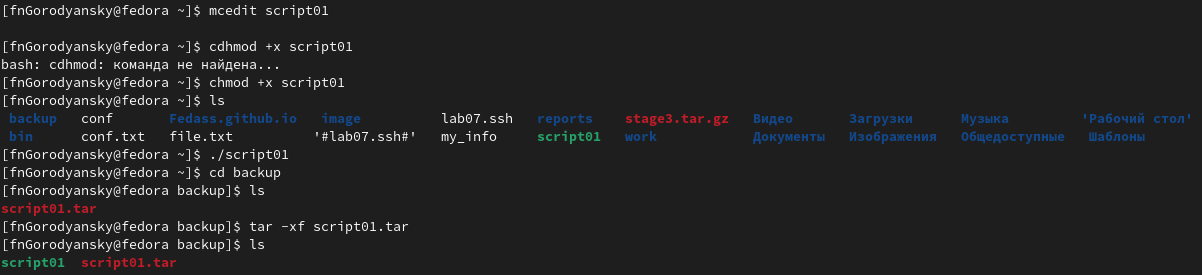 [fnGorodyansky@fedora ~]$ mcedit script01
[fnGorodyansky@fedora ~]$ cdhmod +x script01
bash: cdhmod: команда не найдена...
[fnGorodyansky@fedora ~]$ chmod +x script01
[fnGorodyansky@fedora ~]$ ls
backup conf Fedass.github.io image lab07.ssh reports stage3.tar.gz Видео Загрузки Музыка 'Рабочий стол'
bin conf.txt file.txt '#lab07.ssh#' my_info script01 work Документы Изображения Общедоступные Шаблоны
[fnGorodyansky@fedora ~]$ ./script01
[fnGorodyansky@fedora ~]$ cd backup
[fnGorodyansky@fedora backup]$ ls
script01.tar
[fnGorodyansky@fedora backup]$ tar -xf script01.tar
[fnGorodyansky@fedora backup]$ ls
script01 script01.tar